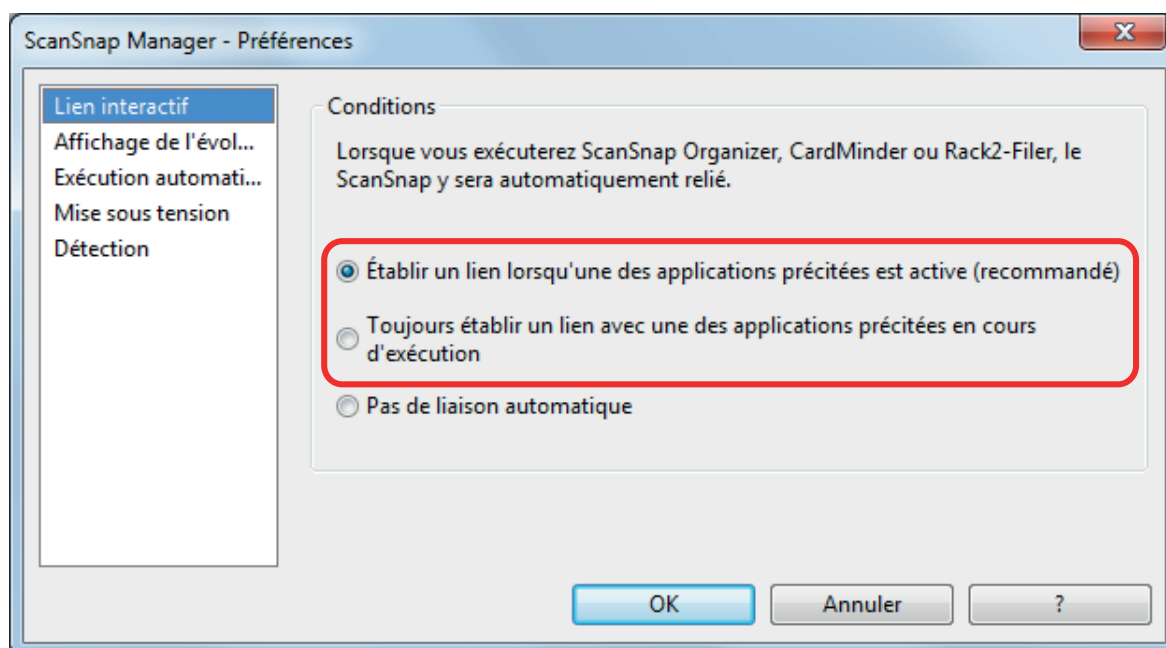 ScanSnap Manager - Préférences
Lien interactif
Affichage de l'évol...
Exécution automati...
Mise sous tension
Détection
Conditions
Lorsque vous exécuterez ScanSnap Organizer, CardMinder ou Rack2-Filer, le
ScanSnap y sera automatiquement relié.
Établir un lien lorsqu'une des applications précitées est active (recommandé)
Toujours établir un lien avec une des applications précitées en cours
d'exécution
Pas de liaison automatique
OK
Annuler
?